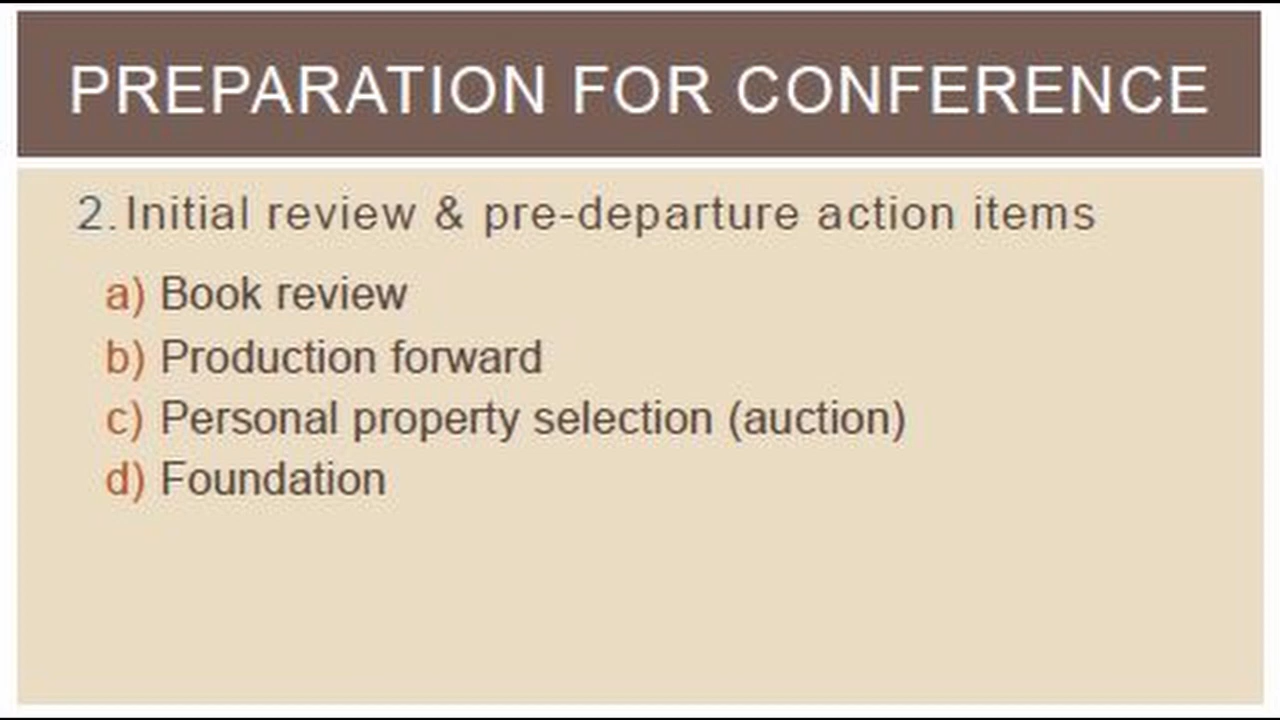 PREPARATION FOR CONFERENCE
2. Initial review & pre-departure action items
a) Book review
b) Production forward
c) Personal property selection (auction)
d) Foundation